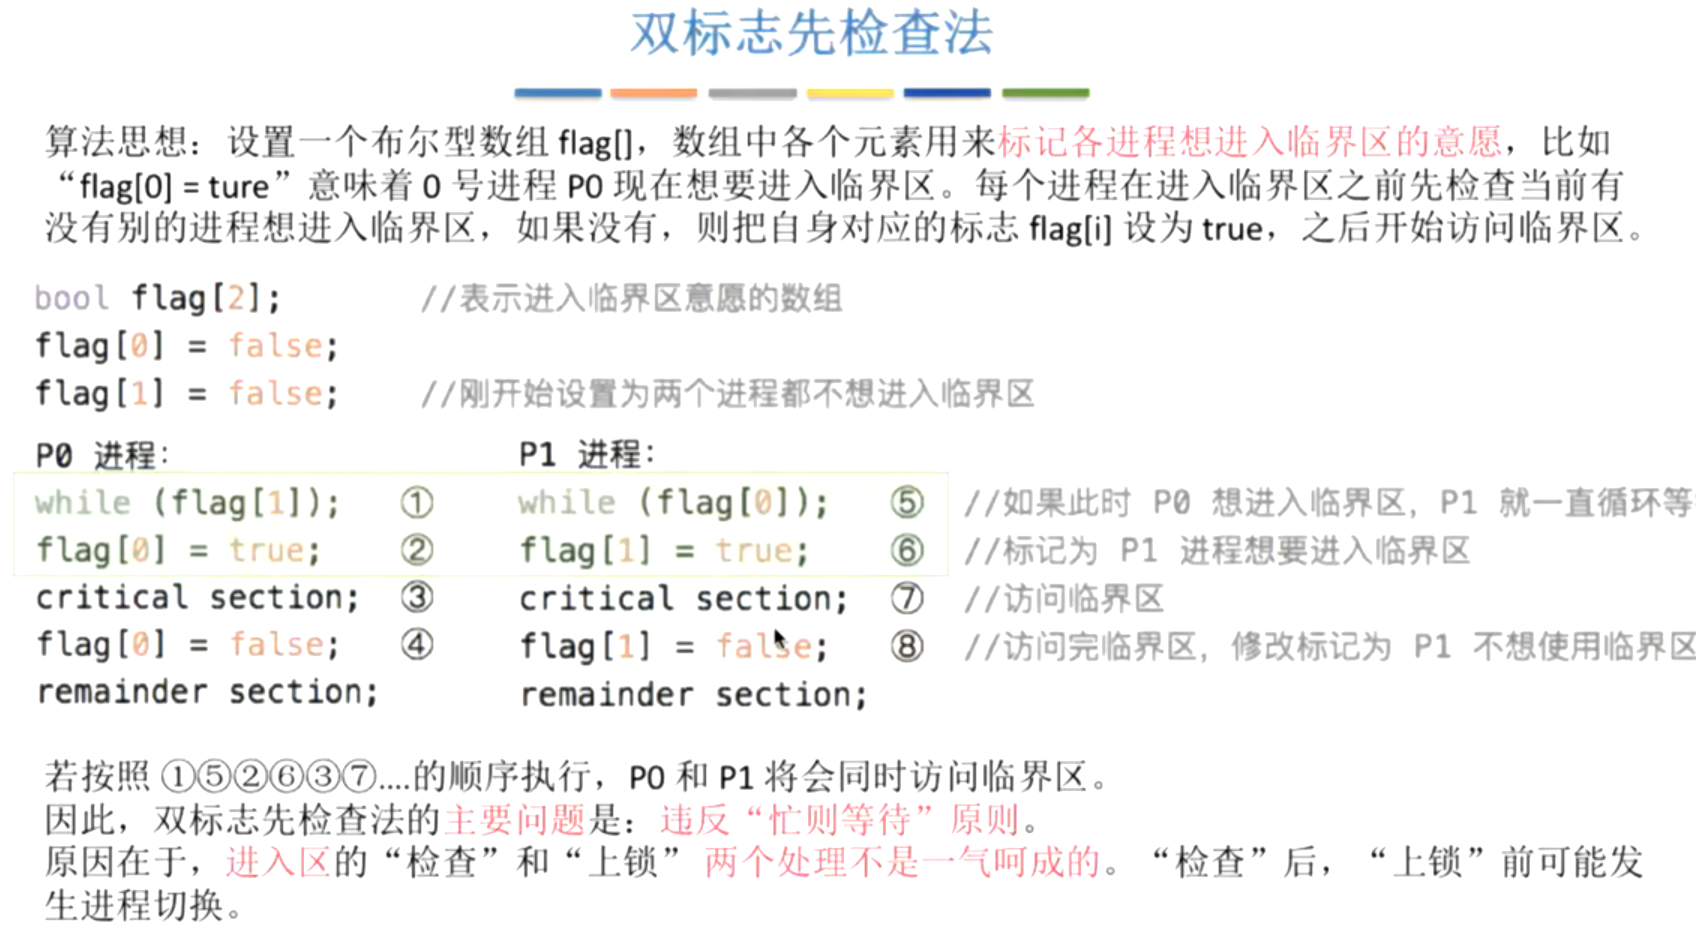 双标志先检查法
算法思想：设置一个布尔型数组 flag[]，数组中各个元素用来标记各进程想进入临界区的意愿，比如
“flag[0] = ture”意味着 0 号进程 P0 现在想要进入临界区。每个进程在进入临界区之前先检查当前有
没有别的进程想进入临界区，如果没有，则把自身对应的标志 flag[i] 设为 true，之后开始访问临界区。
bool flag[2]; //表示进入临界区意愿的数组
flag[0] = false;
flag[1] = false; //刚开始设置为两个进程都不想进入临界区
P0 进程： P1 进程：
while (flag[1]); ① while (flag[0]); ⑤ //如果此时 P0 想进入临界区，P1 就一直循环等
flag[0] = true; ② flag[1] = true; ⑥ //标记为 P1 进程想要进入临界区
critical section; ③ critical section; ⑦ //访问临界区
flag[0] = false; ④ flag[1] = false; ⑧ //访问完临界区，修改标记为 P1 不想使用临界区
remainder section; remainder section;
若按照 ①⑤②⑥③⑦....的顺序执行，P0 和 P1 将会同时访问临界区。
因此，双标志先检查法的主要问题是：违反“忙则等待”原则。
原因在于，进入区的“检查”和“上锁” 两个处理不是一气呵成的。“检查”后，“上锁”前可能发
生进程切换。